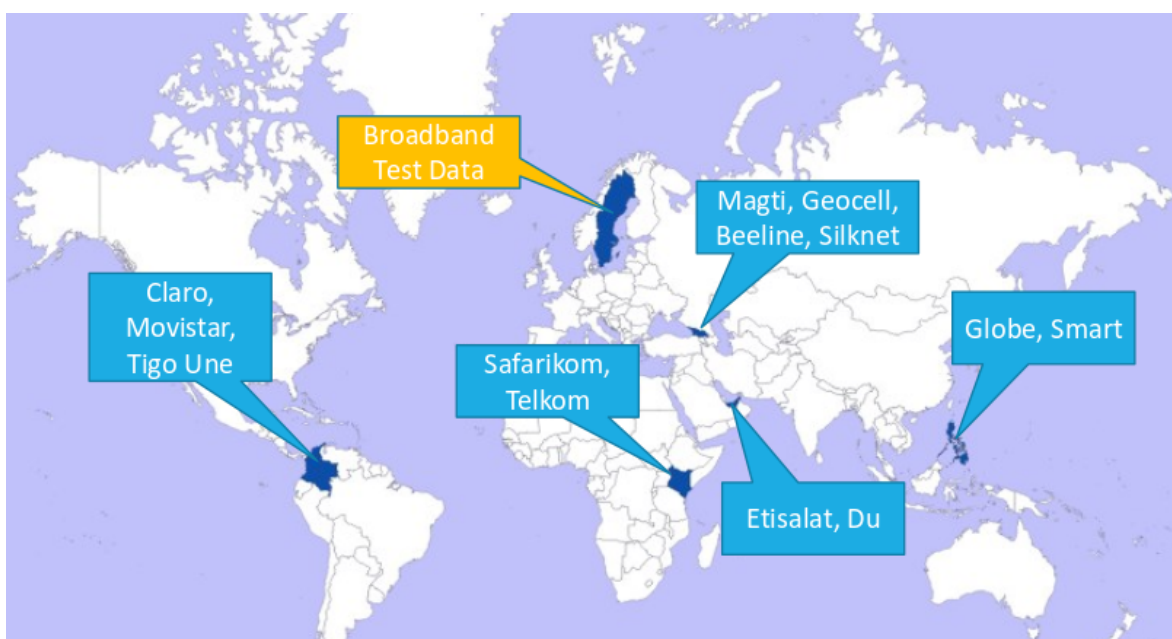 Broadband
Test Data
Magti, Geocell,
Beeline, Silknet
Claro,
Movistar,
Tigo Une
Globe, Smart
Safarikom,
Telkom
Etisalat, Du